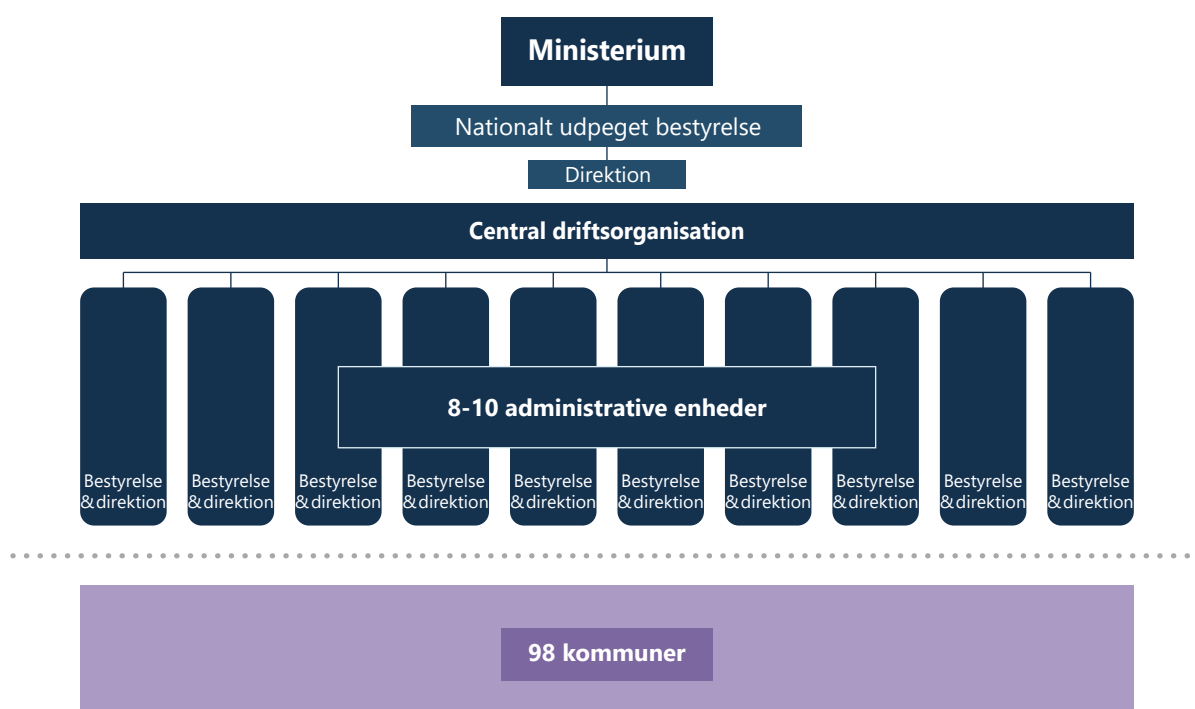 Ministerium
Nationalt udpeget bestyrelse
Direktion
Central driftsorganisation
8-10 administrative enheder
Bestyrelse
& direktion
Bestyrelse
& direktion
Bestyrelse
& direktion
Bestyrelse
& direktion
Bestyrelse
& direktion
Bestyrelse
& direktion
Bestyrelse
& direktion
Bestyrelse
& direktion
Bestyrelse
& direktion
Bestyrelse
& direktion
98 kommuner